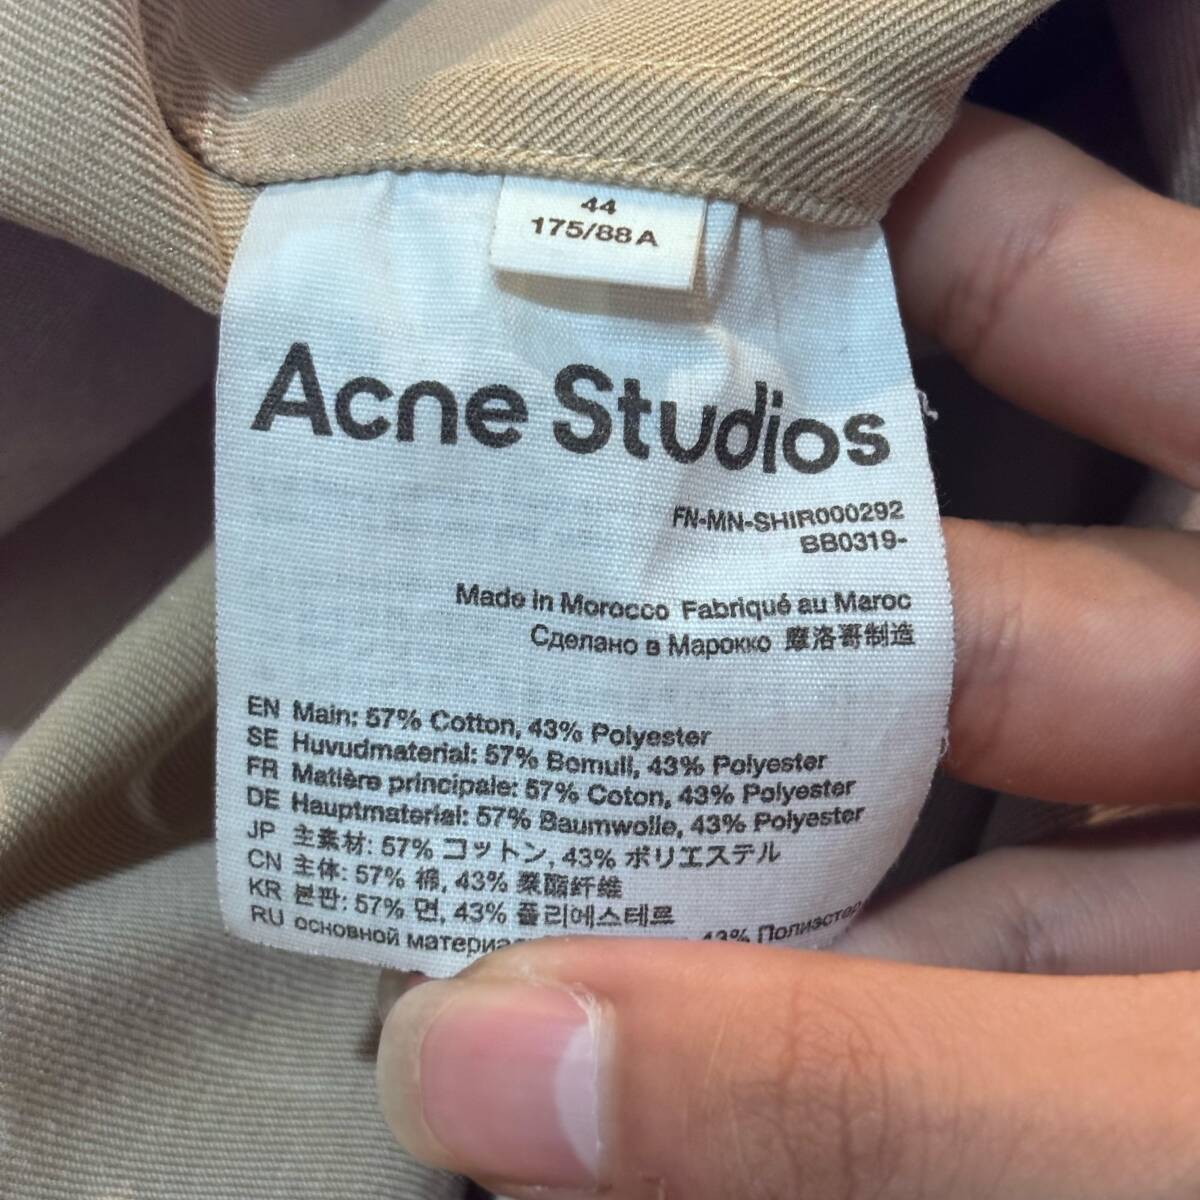 44
175/88A
Acne Studios
FN-MN-SHIR000292
BB0319-
Made in Morocco Fabriqué au Maroc
Сделано в Марокко 摩洛哥制造
EN Main: 57% Cotton, 43% Polyester
SE Huvudmaterial: 57% Bomull, 43% Polyester
FR Matière principale: 57% Coton, 43% Polyester
DE Hauptmaterial: 57% Baumwolle, 43% Polyester
JP 主素材: 57% コットン, 43% ポリエステル
CN 主体: 57% 棉, 43% 聚酯纤维
KR 본판: 57% 면, 43% 폴리에스테르
RU основной 43%